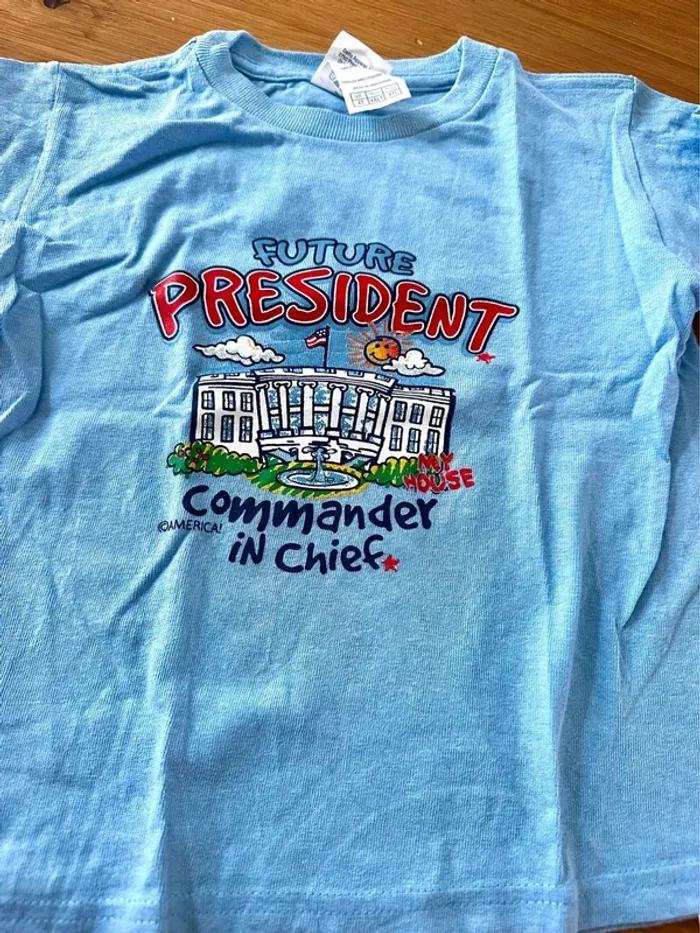 FUTURE
PRESIDENT
MY
HOUSE
Commander
©AMERICA!
iN Chief